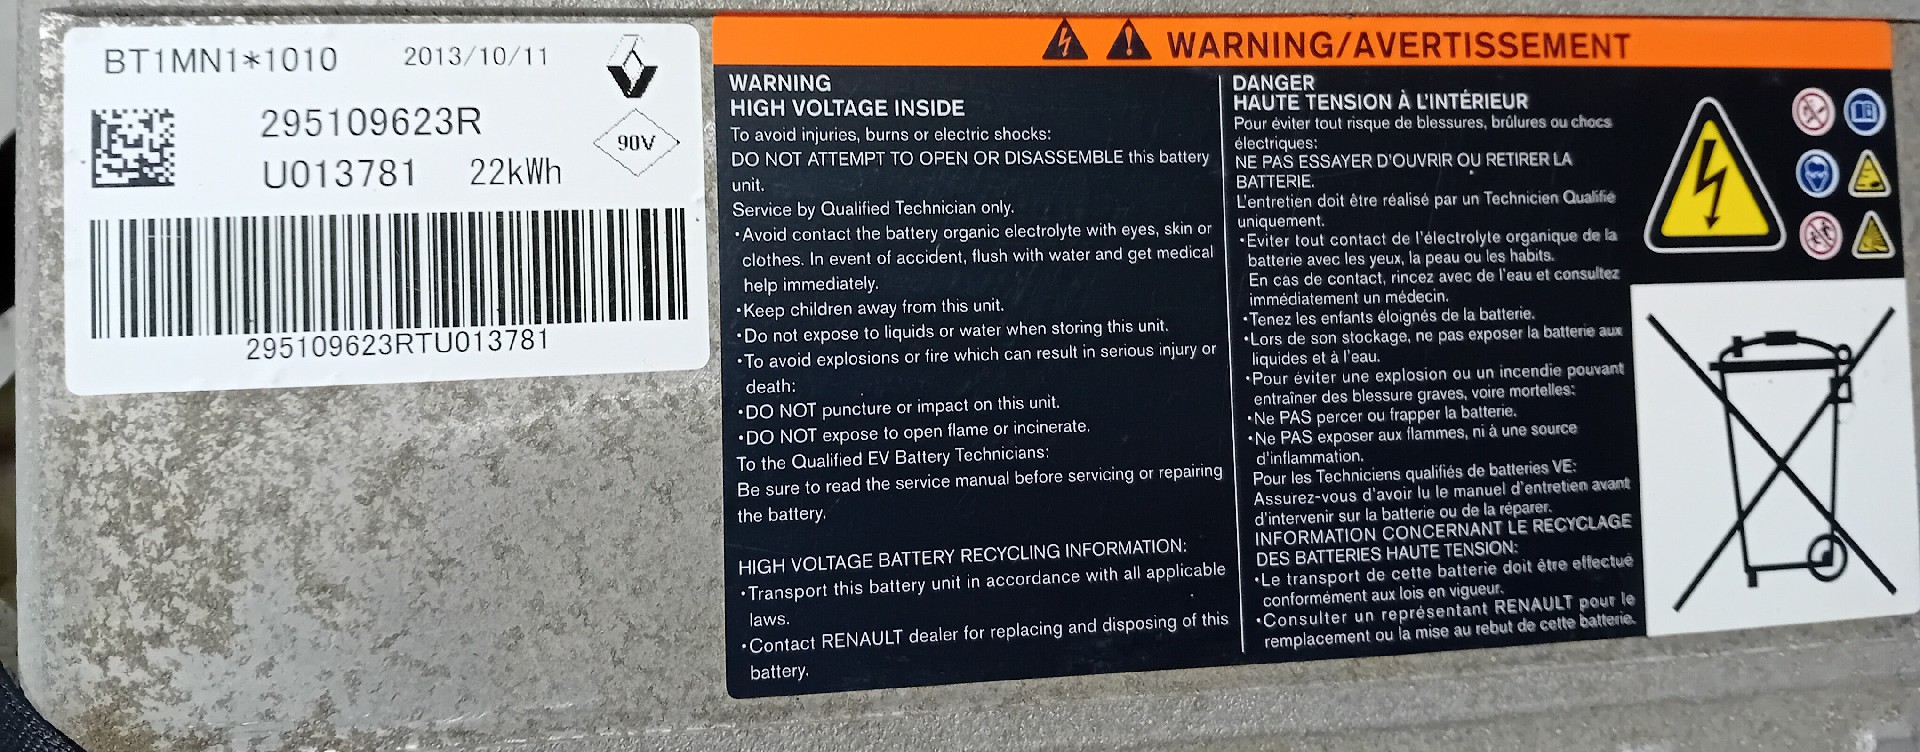 BT1MN1*1010 2013/10/11
295109623R
90V
U013781 22kWh
295109623RTU013781
WARNING/AVERTISSEMENT
WARNING
HIGH VOLTAGE INSIDE
To avoid injuries, burns or electric shocks:
DO NOT ATTEMPT TO OPEN OR DISASSEMBLE this battery
unit.
Service by Qualified Technician only.
•Avoid contact the battery organic electrolyte with eyes, skin or
clothes. In event of accident, flush with water and get medical
help immediately.
•Keep children away from this unit.
•Do not expose to liquids or water when storing this unit.
•To avoid explosions or fire which can result in serious injury or
death:
•DO NOT puncture or impact on this unit.
•DO NOT expose to open flame or incinerate.
To the Qualified EV Battery Technicians:
Be sure to read the service manual before servicing or repairing
the battery.
HIGH VOLTAGE BATTERY RECYCLING INFORMATION:
•Transport this battery unit in accordance with all applicable
laws.
•Contact RENAULT dealer for replacing and disposing of this
battery.
DANGER
HAUTE TENSION À L'INTÉRIEUR
Pour éviter tout risque de blessures, brûlures ou chocs
électriques:
NE PAS ESSAYER D'OUVRIR OU RETIRER LA
BATTERIE.
L'entretien doit être réalisé par un Technicien Qualifié
uniquement.
•Eviter tout contact de l'électrolyte organique de la
batterie avec les yeux, la peau ou les habits.
En cas de contact, rincez avec de l'eau et consultez
immédiatement un médecin.
•Tenez les enfants éloignés de la batterie.
•Lors de son stockage, ne pas exposer la batterie aux
liquides et à l'eau.
•Pour éviter une explosion ou un incendie pouvant
entraîner des blessure graves, voire mortelles:
•Ne PAS percer ou frapper la batterie.
•Ne PAS exposer aux flammes, ni à une source
d'inflammation.
Pour les Techniciens qualifiés de batteries VE:
Assurez-vous d'avoir lu le manuel d'entretien avant
d'intervenir sur la batterie ou de la réparer.
INFORMATION CONCERNANT LE RECYCLAGE
DES BATTERIES HAUTE TENSION:
•Le transport de cette batterie doit être effectué
conformément aux lois en vigueur.
•Consulter un représentant RENAULT pour le
remplacement ou la mise au rebut de cette batterie.